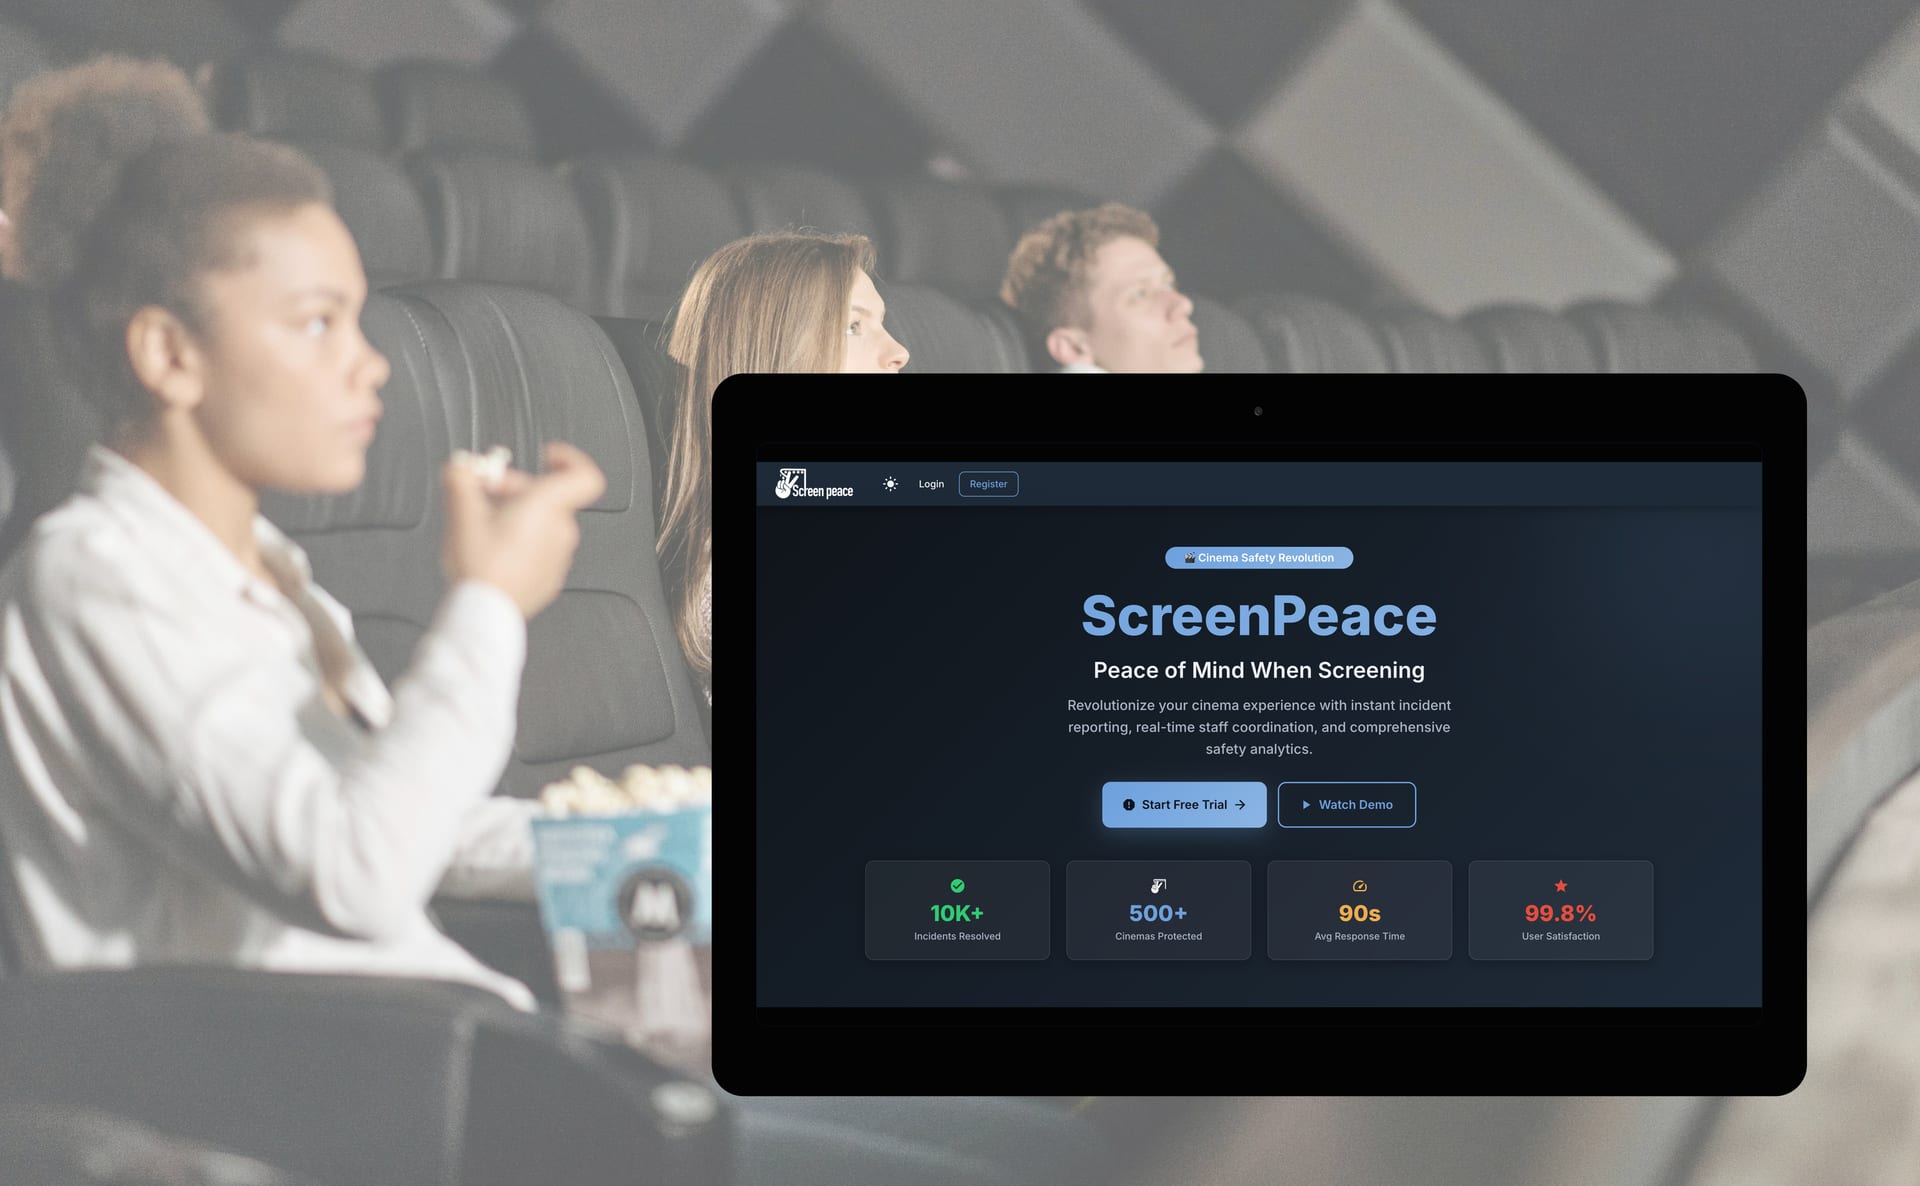 Screen peace
Login
Register
🎬 Cinema Safety Revolution
ScreenPeace
Peace of Mind When Screening
Revolutionize your cinema experience with instant incident
reporting, real-time staff coordination, and comprehensive
safety analytics.
Start Free Trial →
Watch Demo
10K+
Incidents Resolved
500+
Cinemas Protected
90s
Avg Response Time
99.8%
User Satisfaction
M